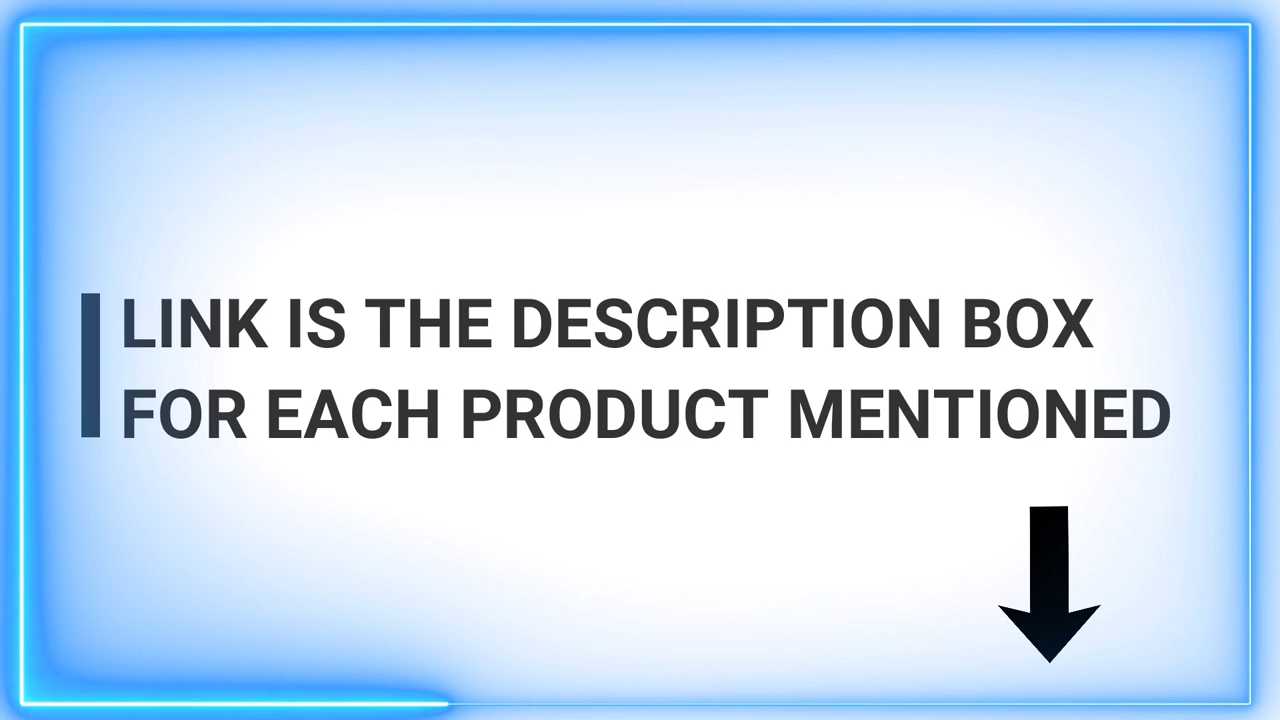 LINK IS THE DESCRIPTION BOX
FOR EACH PRODUCT MENTIONED